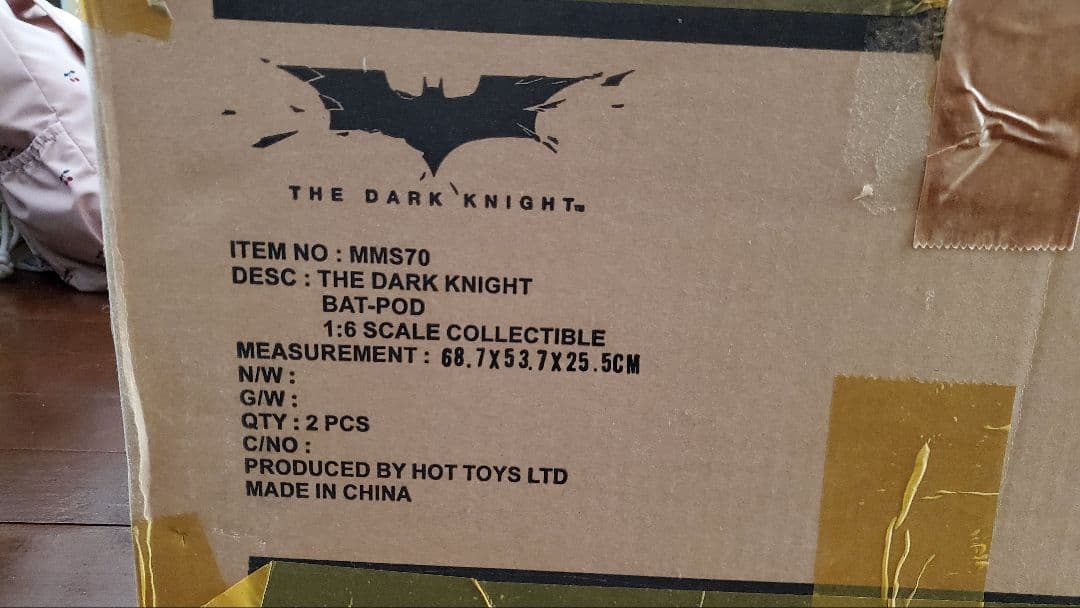 THE DARK KNIGHT™
ITEM NO : MMS70
DESC : THE DARK KNIGHT
BAT-POD
1:6 SCALE COLLECTIBLE
MEASUREMENT : 68.7X53.7X25.5CM
N/W :
G/W :
QTY : 2 PCS
C/NO :
PRODUCED BY HOT TOYS LTD
MADE IN CHINA